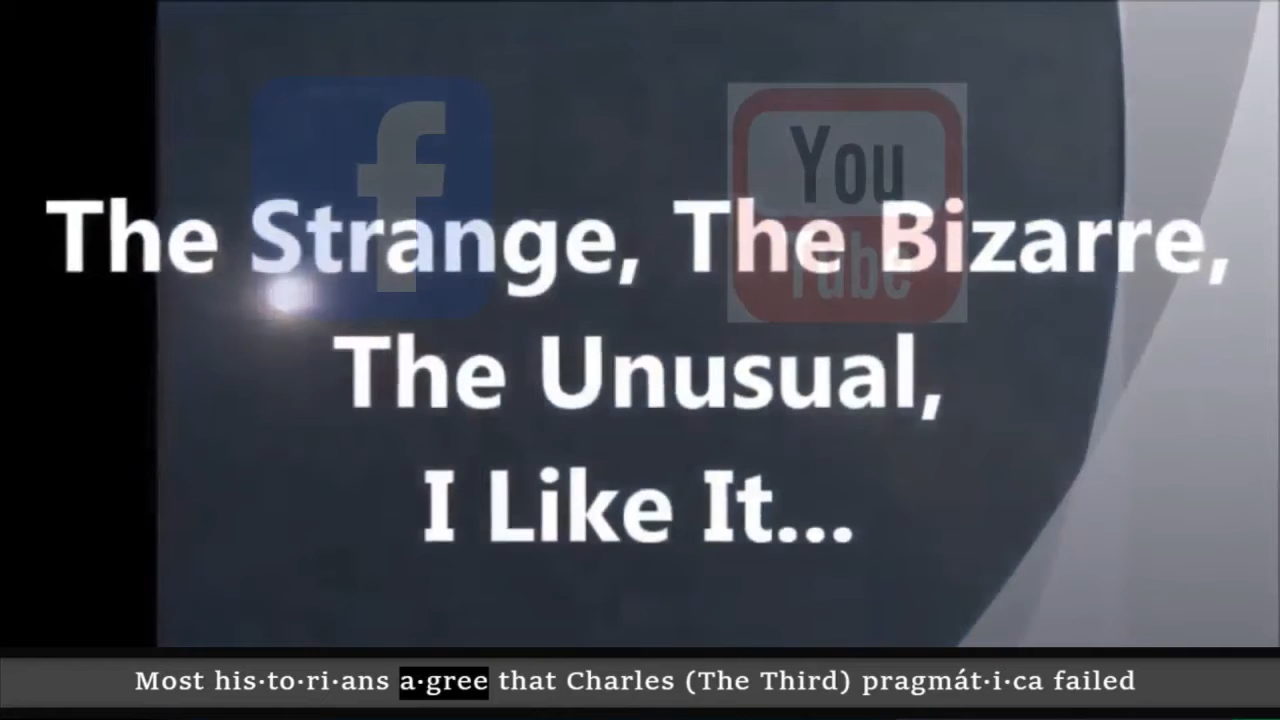 f
You
Tube
The Strange, The Bizarre,
The Unusual,
I Like It...
Most his·to·ri·ans a·gree that Charles (The Third) pragmát·i·ca failed